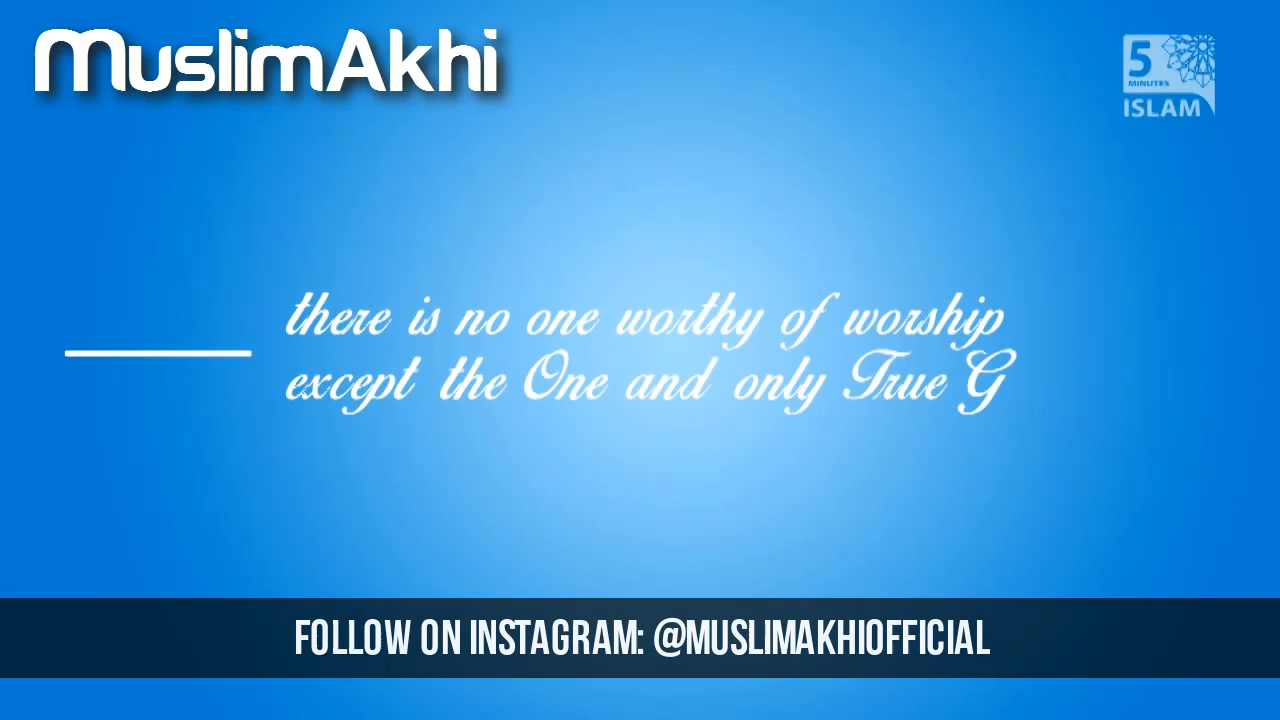 MuslimAkhi
5
MINUTES
ISLAM
there is no one worthy of worship
except the One and only True G
FOLLOW ON INSTAGRAM: @MUSLIMAKHIOFFICIAL